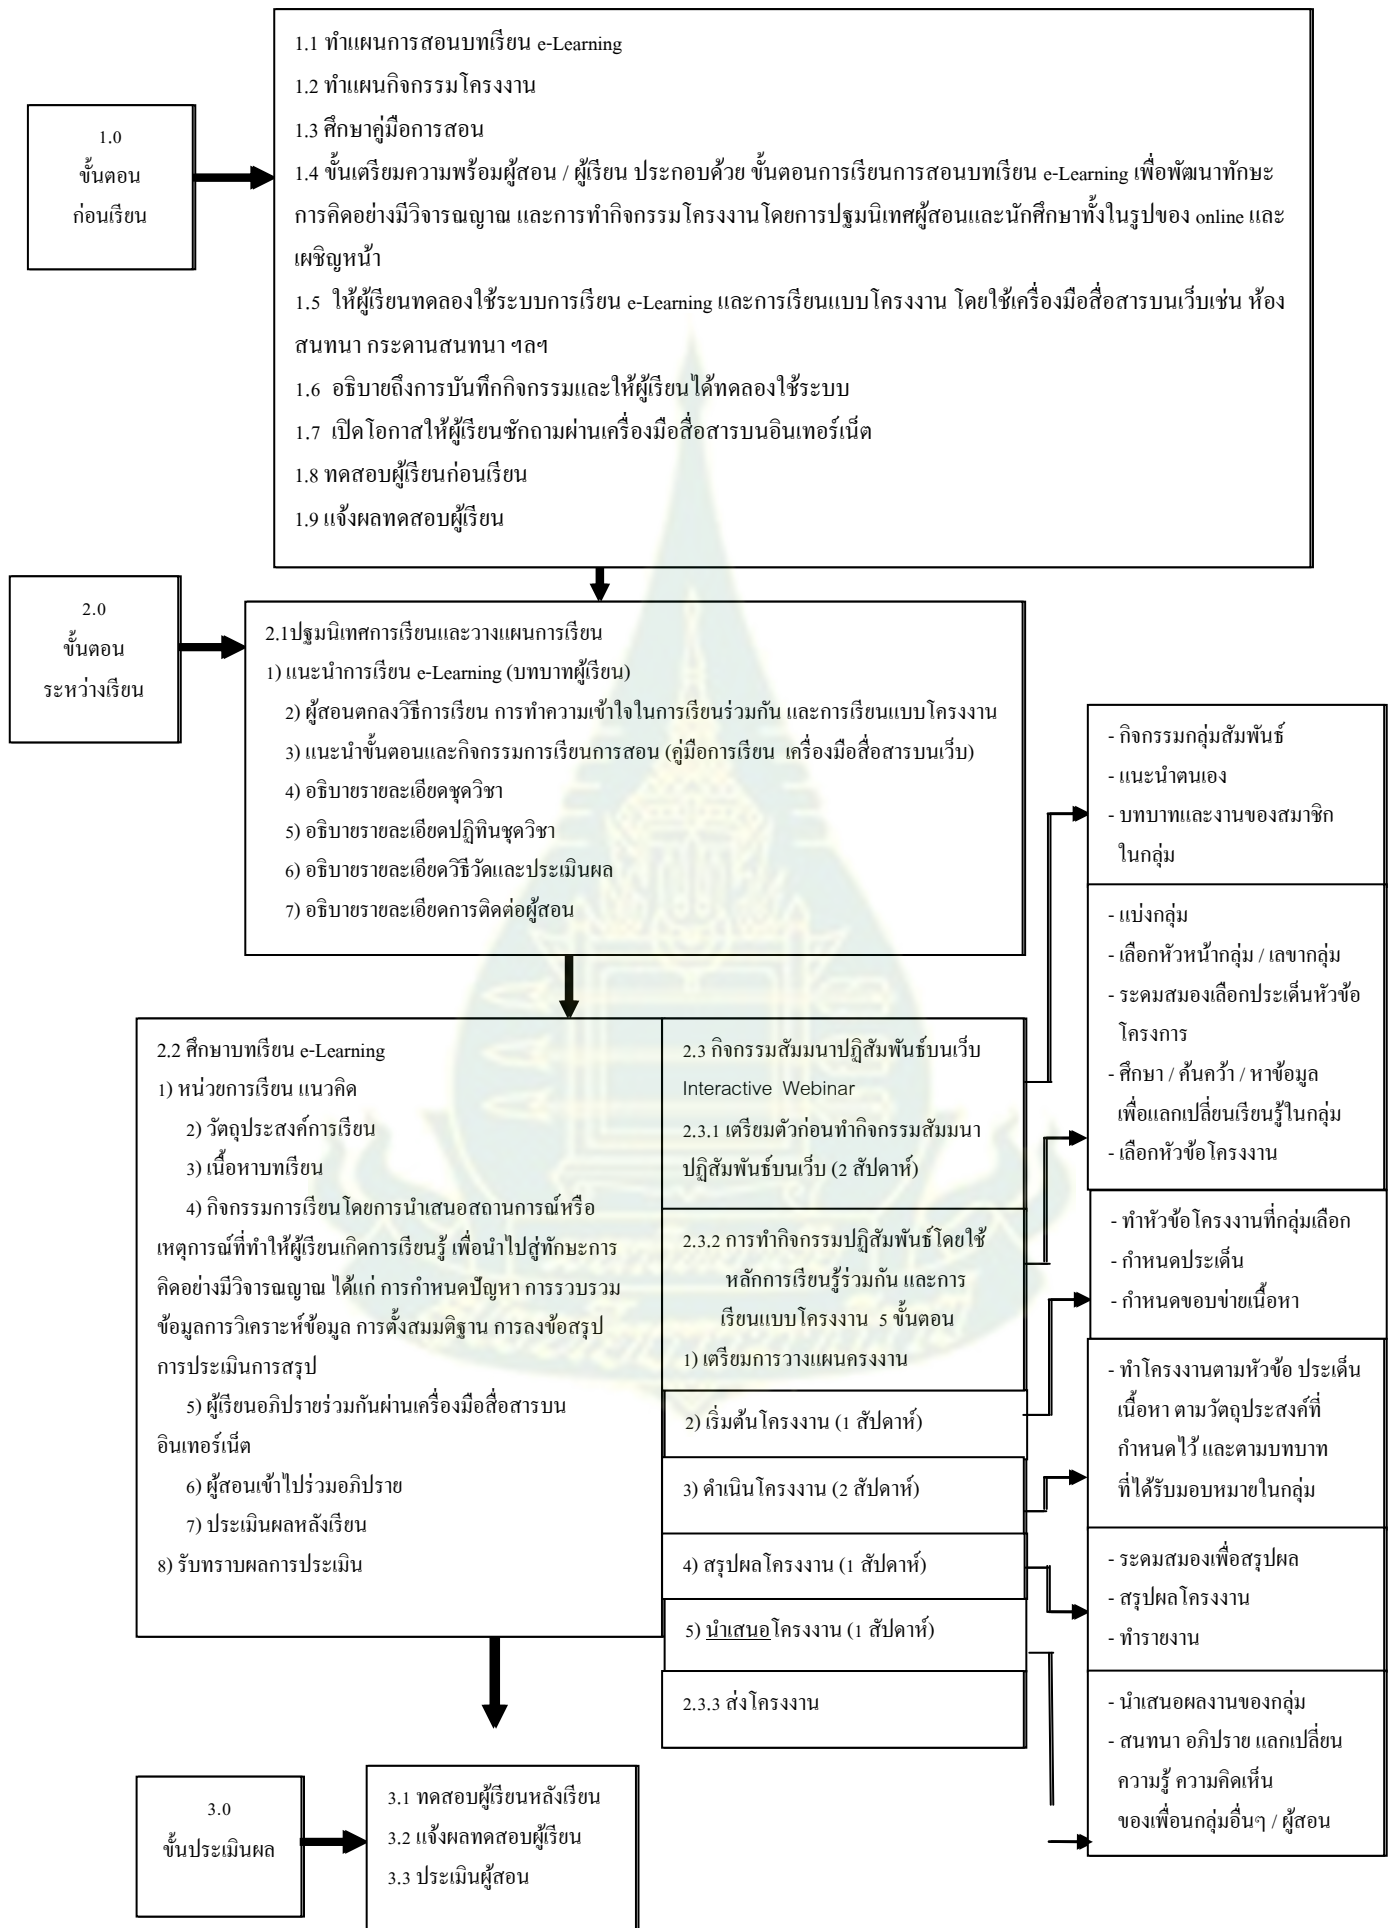 1.0
ขั้นตอน
ก่อนเรียน
1.1 ทำแผนการสอนบทเรียน e-Learning
1.2 ทำแผนกิจกรรมโครงงาน
1.3 ศึกษาคู่มือการสอน
1.4 ขั้นเตรียมความพร้อมผู้สอน / ผู้เรียน ประกอบด้วย ขั้นตอนการเรียนการสอนบทเรียน e-Learning เพื่อพัฒนาทักษะ
การคิดอย่างมีวิจารณญาณ และการทำกิจกรรมโครงงานโดยการปฐมนิเทศผู้สอนและนักศึกษาทั้งในรูปของ online และ
เผชิญหน้า
1.5 ให้ผู้เรียนทดลองใช้ระบบการเรียน e-Learning และการเรียนแบบโครงงาน โดยใช้เครื่องมือสื่อสารบนเว็บเช่น ห้อง
สนทนา กระดานสนทนา ฯลฯ
1.6 อธิบายถึงการบันทึกกิจกรรมและให้ผู้เรียนได้ทดลองใช้ระบบ
1.7 เปิดโอกาสให้ผู้เรียนซักถามผ่านเครื่องมือสื่อสารบนอินเทอร์เน็ต
1.8 ทดสอบผู้เรียนก่อนเรียน
1.9 แจ้งผลทดสอบผู้เรียน
2.0
ขั้นตอน
ระหว่างเรียน
2.1ปฐมนิเทศการเรียนและวางแผนการเรียน
1) แนะนำการเรียน e-Learning (บทบาทผู้เรียน)
2) ผู้สอนตกลงวิธีการเรียน การทำความเข้าใจในการเรียนร่วมกัน และการเรียนแบบโครงงาน
3) แนะนำขั้นตอนและกิจกรรมการเรียนการสอน (คู่มือการเรียน เครื่องมือสื่อสารบนเว็บ)
4) อธิบายรายละเอียดชุดวิชา
5) อธิบายรายละเอียดปฏิทินชุดวิชา
6) อธิบายรายละเอียดวิธีวัดและประเมินผล
7) อธิบายรายละเอียดการติดต่อผู้สอน
2.2 ศึกษาบทเรียน e-Learning
1) หน่วยการเรียน แนวคิด
2) วัตถุประสงค์การเรียน
3) เนื้อหาบทเรียน
4) กิจกรรมการเรียนโดยการนำเสนอสถานการณ์หรือ
เหตุการณ์ที่ทำให้ผู้เรียนเกิดการเรียนรู้ เพื่อนำไปสู่ทักษะการ
คิดอย่างมีวิจารณญาณ ได้แก่ การกำหนดปัญหา การรวบรวม
ข้อมูลการวิเคราะห์ข้อมูล การตั้งสมมติฐาน การลงข้อสรุป
การประเมินการสรุป
5) ผู้เรียนอภิปรายร่วมกันผ่านเครื่องมือสื่อสารบน
อินเทอร์เน็ต
6) ผู้สอนเข้าไปร่วมอภิปราย
7) ประเมินผลหลังเรียน
8) รับทราบผลการประเมิน
2.3 กิจกรรมสัมมนาปฏิสัมพันธ์บนเว็บ
Interactive Webinar
2.3.1 เตรียมตัวก่อนทำกิจกรรมสัมมนา
ปฏิสัมพันธ์บนเว็บ (2 สัปดาห์)
2.3.2 การทำกิจกรรมปฏิสัมพันธ์โดยใช้
หลักการเรียนรู้ร่วมกัน และการ
เรียนแบบโครงงาน 5 ขั้นตอน
1) เตรียมการวางแผนครงงาน
2) เริ่มต้นโครงงาน (1 สัปดาห์)
3) ดำเนินโครงงาน (2 สัปดาห์)
4) สรุปผลโครงงาน (1 สัปดาห์)
5) นำเสนอโครงงาน (1 สัปดาห์)
2.3.3 ส่งโครงงาน
- กิจกรรมกลุ่มสัมพันธ์
- แนะนำตนเอง
- บทบาทและงานของสมาชิก
ในกลุ่ม
- แบ่งกลุ่ม
- เลือกหัวหน้ากลุ่ม / เลขากลุ่ม
- ระดมสมองเลือกประเด็นหัวข้อ
โครงการ
- ศึกษา / ค้นคว้า / หาข้อมูล
เพื่อแลกเปลี่ยนเรียนรู้ในกลุ่ม
- เลือกหัวข้อโครงงาน
- ทำหัวข้อโครงงานที่กลุ่มเลือก
- กำหนดประเด็น
- กำหนดขอบข่ายเนื้อหา
- ทำโครงงานตามหัวข้อ ประเด็น
เนื้อหา ตามวัตถุประสงค์ที่
กำหนดไว้ และตามบทบาท
ที่ได้รับมอบหมายในกลุ่ม
- ระดมสมองเพื่อสรุปผล
- สรุปผลโครงงาน
- ทำรายงาน
- นำเสนอผลงานของกลุ่ม
- สนทนา อภิปราย แลกเปลี่ยน
ความรู้ ความคิดเห็น
ของเพื่อนกลุ่มอื่นๆ / ผู้สอน
3.0
ขั้นประเมินผล
3.1 ทดสอบผู้เรียนหลังเรียน
3.2 แจ้งผลทดสอบผู้เรียน
3.3 ประเมินผู้สอน